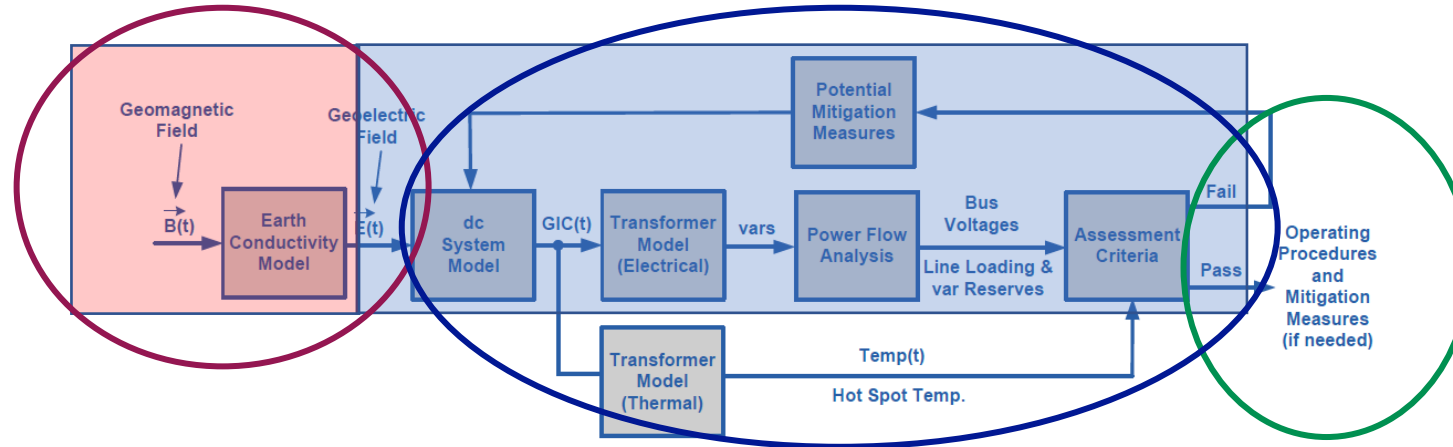 Geomagnetic
Field
B(t)
Earth
Conductivity
Model
Geoelectric
Field
E(t)
dc
System
Model
GIC(t)
Transformer
Model
(Electrical)
vars
Power Flow
Analysis
Bus
Voltages
Line Loading &
var Reserves
Assessment
Criteria
Potential
Mitigation
Measures
Fail
Pass
Operating
Procedures
and
Mitigation
Measures
(if needed)
Transformer
Model
(Thermal)
Temp(t)
Hot Spot Temp.